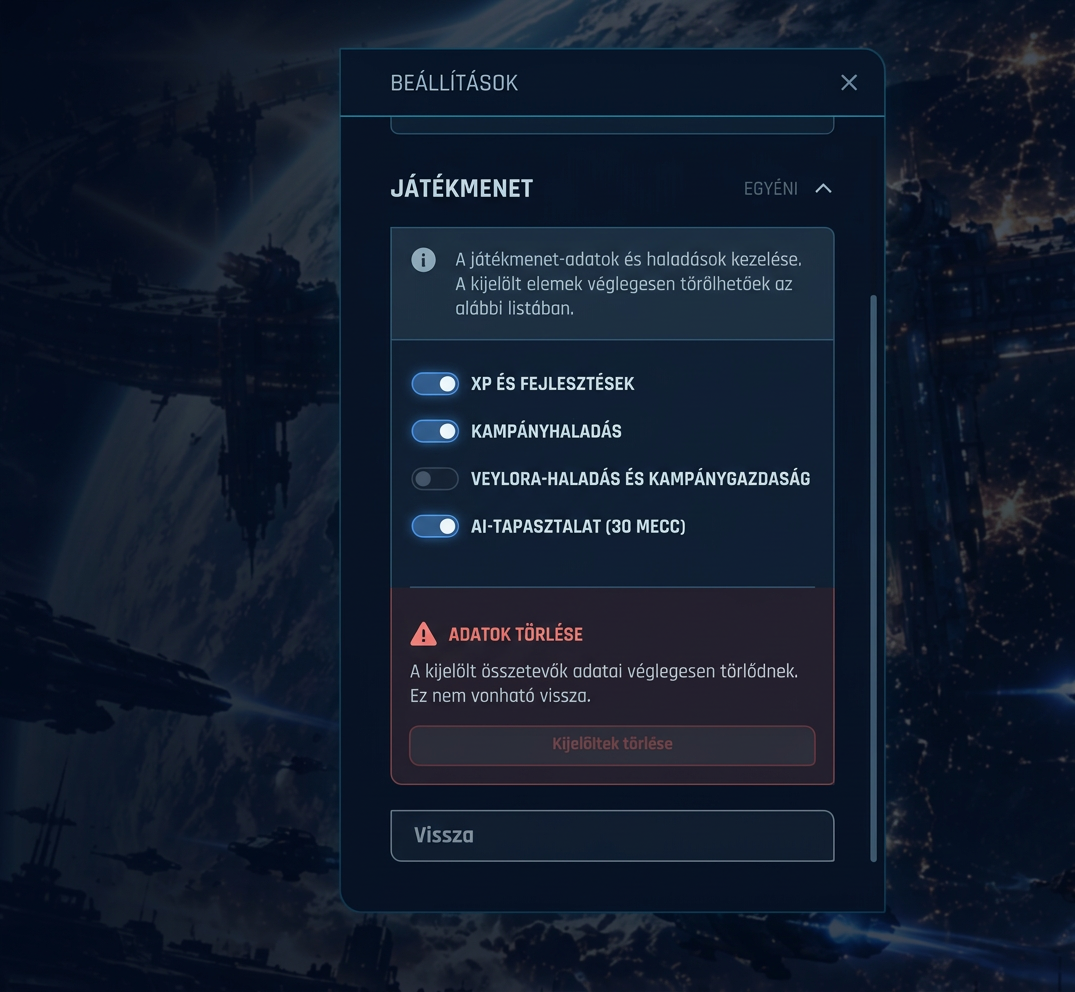 BEÁLLÍTÁSOK
JÁTÉKMENET
EGYÉNI
A játékmenet-adatok és haladások kezelése.
A kijelölt elemek véglegesen törölhetőek az
alábbi listában.
XP ÉS FEJLESZTÉSEK
KAMPÁNYHALADÁS
VEYLORA-HALADÁS ÉS KAMPÁNYGAZDASÁG
AI-TAPASZTALAT (30 MECC)
ADATOK TÖRLÉSE
A kijelölt összetevők adatai véglegesen törlődnek.
Ez nem vonható vissza.
Kijelöltek törlése
Vissza